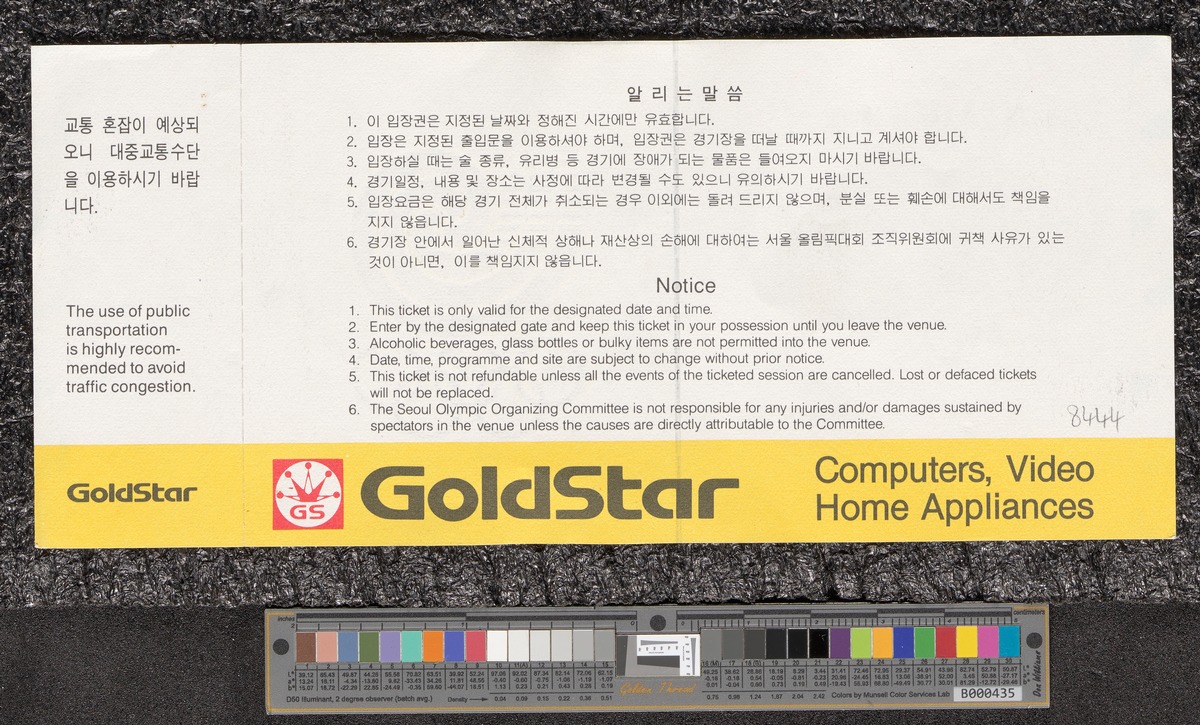 교통 혼잡이 예상되
오니 대중교통수단
을 이용하시기 바랍
니다.
The use of public
transportation
is highly recom-
mended to avoid
traffic congestion.
알리는말씀
1. 이 입장권은 지정된 날짜와 정해진 시간에만 유효합니다.
2. 입장은 지정된 출입문을 이용하셔야 하며, 입장권은 경기장을 떠날 때까지 지니고 계셔야 합니다.
3. 입장하실 때는 술 종류, 유리병 등 경기에 장애가 되는 물품은 들여오지 마시기 바랍니다.
4. 경기일정, 내용 및 장소는 사정에 따라 변경될 수도 있으니 유의하시기 바랍니다.
5. 입장요금은 해당 경기 전체가 취소되는 경우 이외에는 돌려 드리지 않으며, 분실 또는 훼손에 대해서도 책임을
지지 않읍니다.
6. 경기장 안에서 일어난 신체적 상해나 재산상의 손해에 대하여는 서울 올림픽대회 조직위원회에 귀책 사유가 있는
것이 아니면, 이를 책임지지 않읍니다.
Notice
1. This ticket is only valid for the designated date and time.
2. Enter by the designated gate and keep this ticket in your possession until you leave the venue.
3. Alcoholic beverages, glass bottles or bulky items are not permitted into the venue.
4. Date, time, programme and site are subject to change without prior notice.
5. This ticket is not refundable unless all the events of the ticketed session are cancelled. Lost or defaced tickets
will not be replaced.
6. The Seoul Olympic Organizing Committee is not responsible for any injuries and/or damages sustained by
spectators in the venue unless the causes are directly attributable to the Committee.
8444
GoldStar
GS
GoldStar
Computers, Video
Home Appliances
inches
centimeters
D50 Illuminant, 2 degree observer (batch avg.)
Density
Golden Thread
Colors by Munsell Color Services Lab
B000435